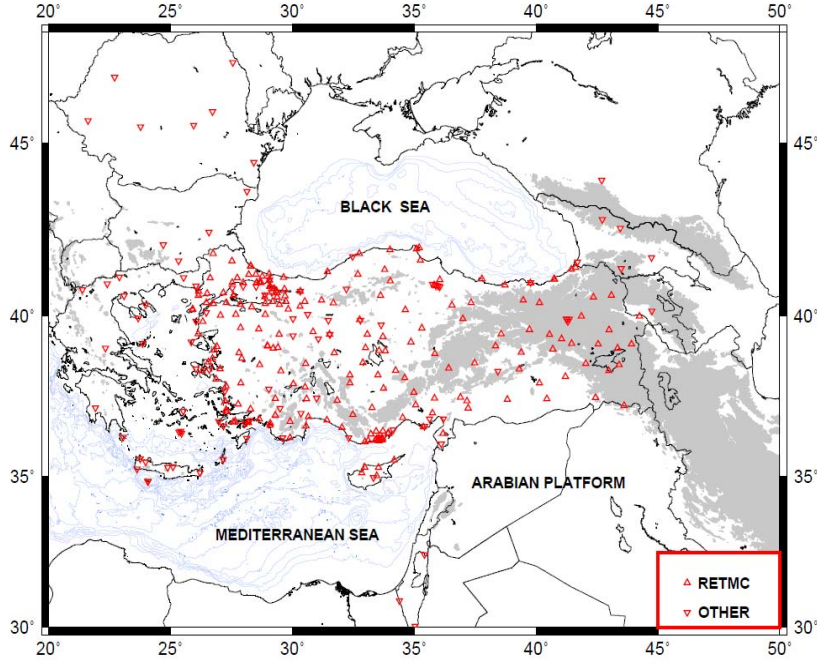 20 25 30 35 40 45 50
45° 45°
BLACK SEA
40° 40°
35° 35°
ARABIAN PLATFORM
MEDITERRANEAN SEA
RETMC
OTHER
30° 30°
20° 25° 30° 35° 40° 45° 50°